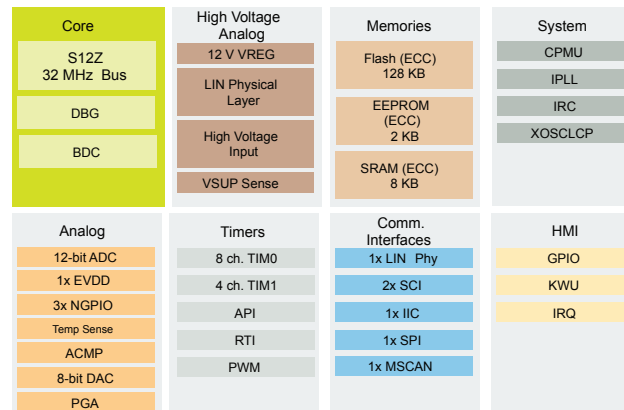 Core
S12Z
32 MHz Bus
DBG
BDC
High Voltage
Analog
12 V VREG
LIN Physical
Layer
High Voltage
Input
VSUP Sense
Memories
Flash (ECC)
128 KB
EEPROM
(ECC)
2 KB
SRAM (ECC)
8 KB
System
CPMU
IPLL
IRC
XOSCLCP
Analog
12-bit ADC
1x EVDD
3x NGPIO
Temp Sense
ACMP
8-bit DAC
PGA
Timers
8 ch. TIM0
4 ch. TIM1
API
RTI
PWM
Comm.
Interfaces
1x LIN Phy
2x SCI
1x IIC
1x SPI
1x MSCAN
HMI
GPIO
KWU
IRQ